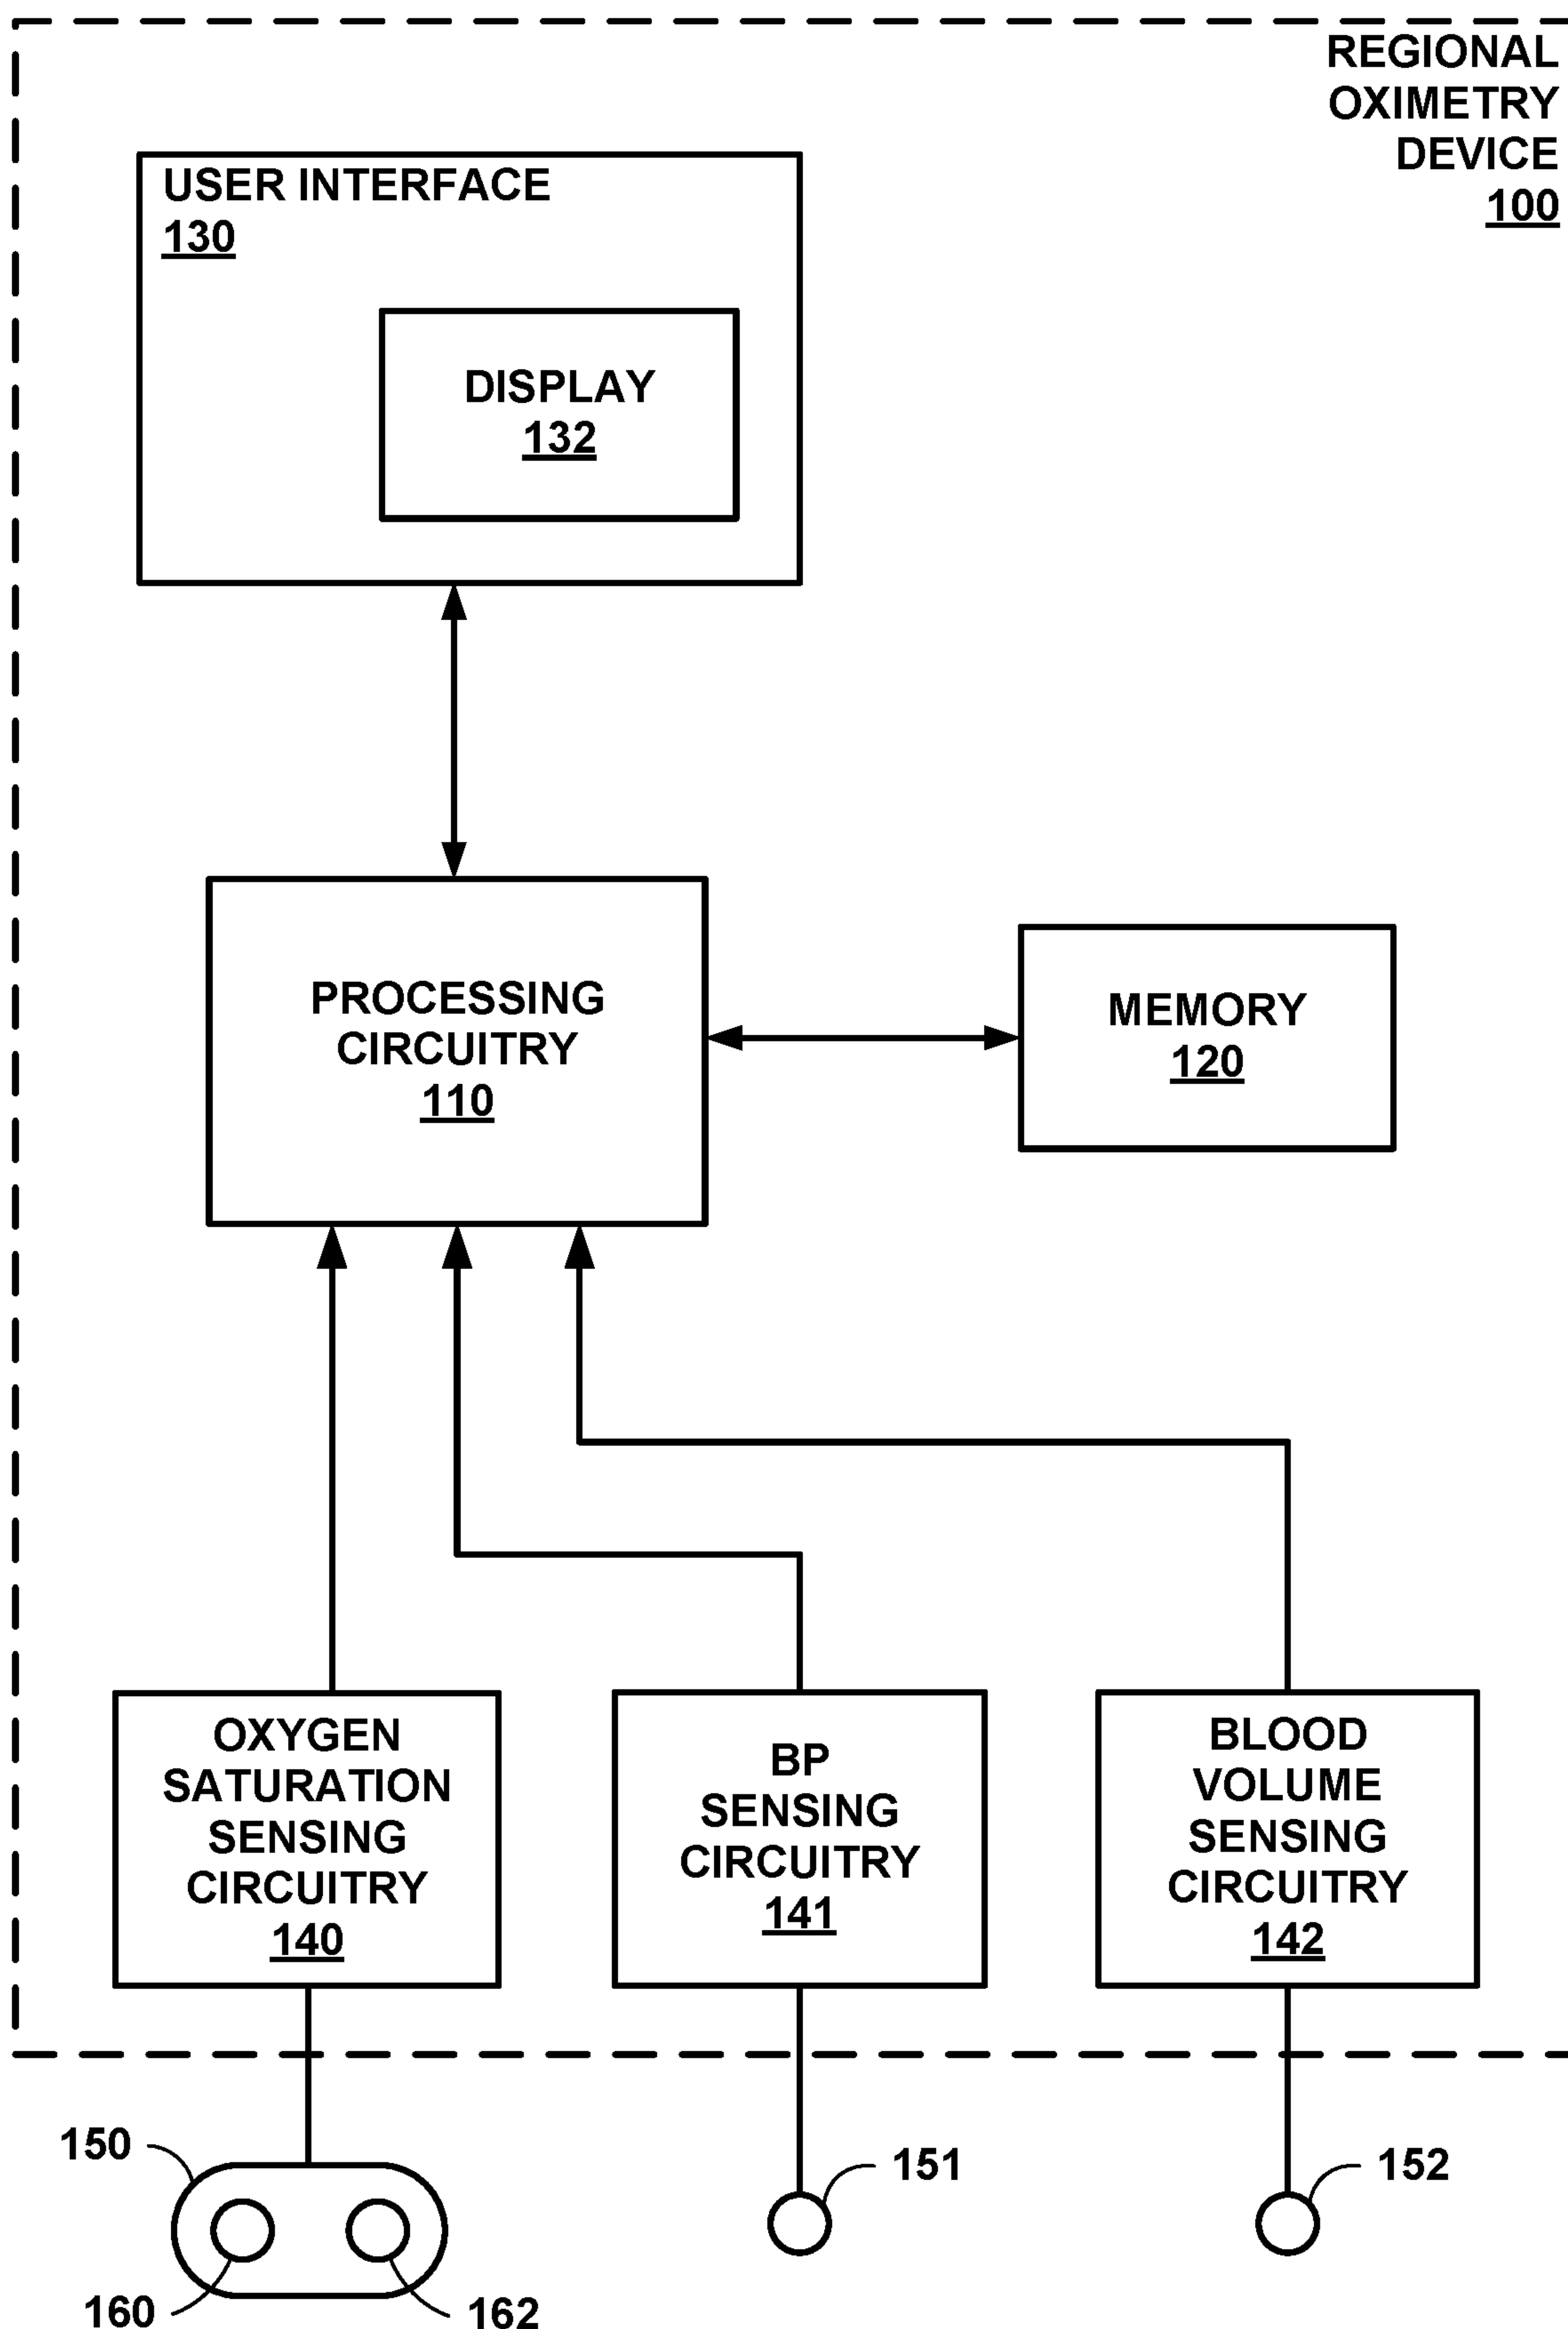 REGIONAL
OXIMETRY
DEVICE
100
USER INTERFACE
130
DISPLAY
132
PROCESSING
CIRCUITRY
110
MEMORY
120
OXYGEN
SATURATION
SENSING
CIRCUITRY
140
BP
SENSING
CIRCUITRY
141
BLOOD
VOLUME
SENSING
CIRCUITRY
142
150
151
152
160
162